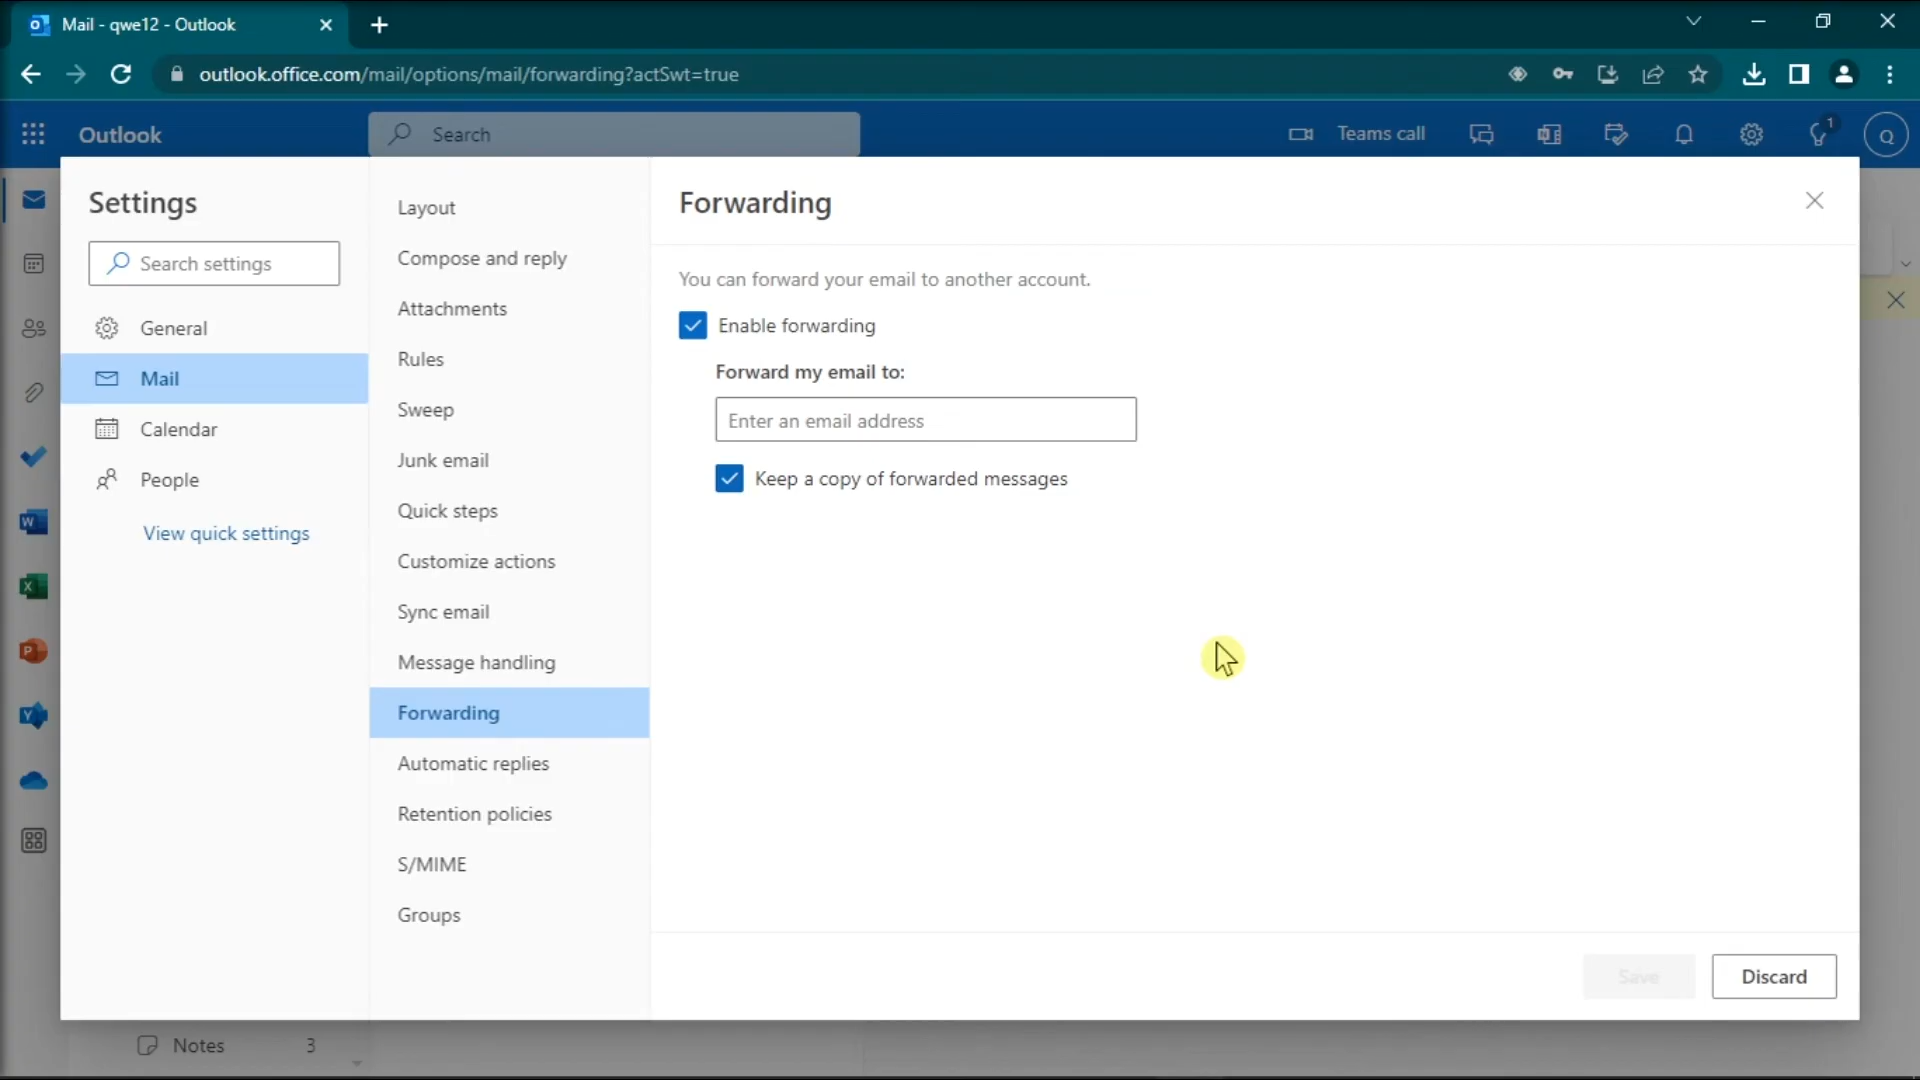 Mail - qwe12 - Outlook
outlook.office.com/mail/options/mail/forwarding?actSwt=true
Outlook
Search
Teams call
1
Q
Settings
Search settings
General
Mail
Calendar
People
View quick settings
Layout
Compose and reply
Attachments
Rules
Sweep
Junk email
Quick steps
Customize actions
Sync email
Message handling
Forwarding
Automatic replies
Retention policies
S/MIME
Groups
Forwarding
You can forward your email to another account.
Enable forwarding
Forward my email to:
Enter an email address
Keep a copy of forwarded messages
Save
Discard
Notes 3